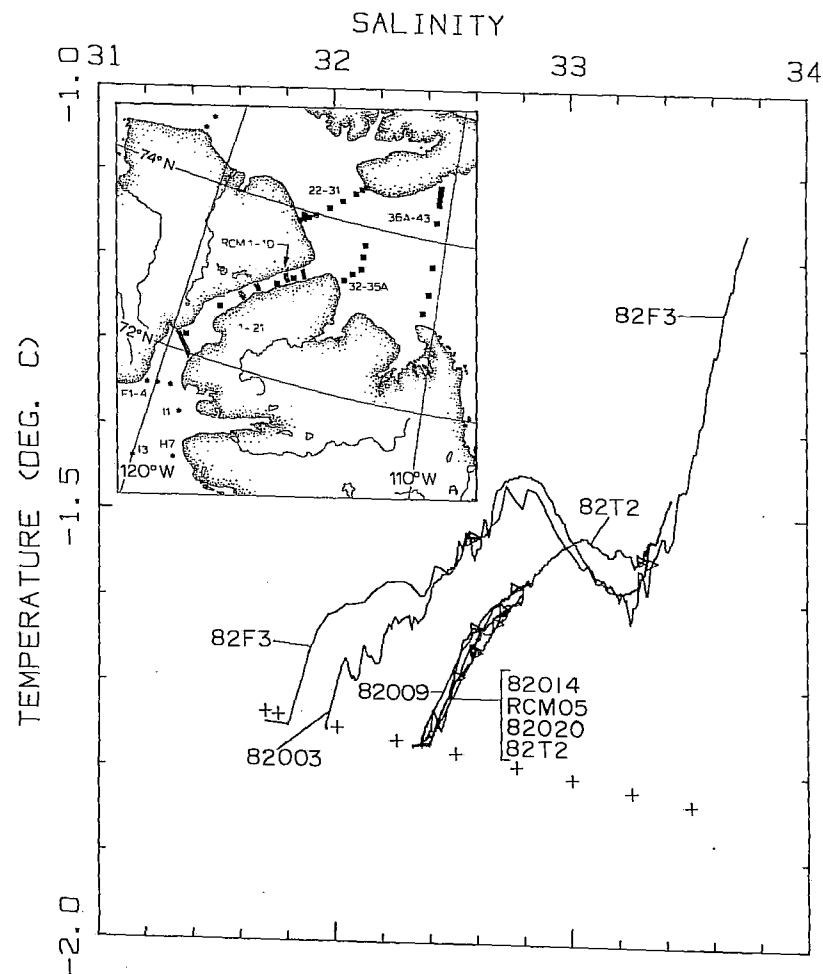 SALINITY
31 32 33 34
-1.0
-1.5
-2.0
TEMPERATURE (DEG. C)
74°N
22-31
36A-43
RCM 1-10
32-35A
1-21
72°N
F1-4
I1
I3
H7
120°W
110°W
82F3
82T2
82F3
82003
82009
82014
RCM05
82020
82T2